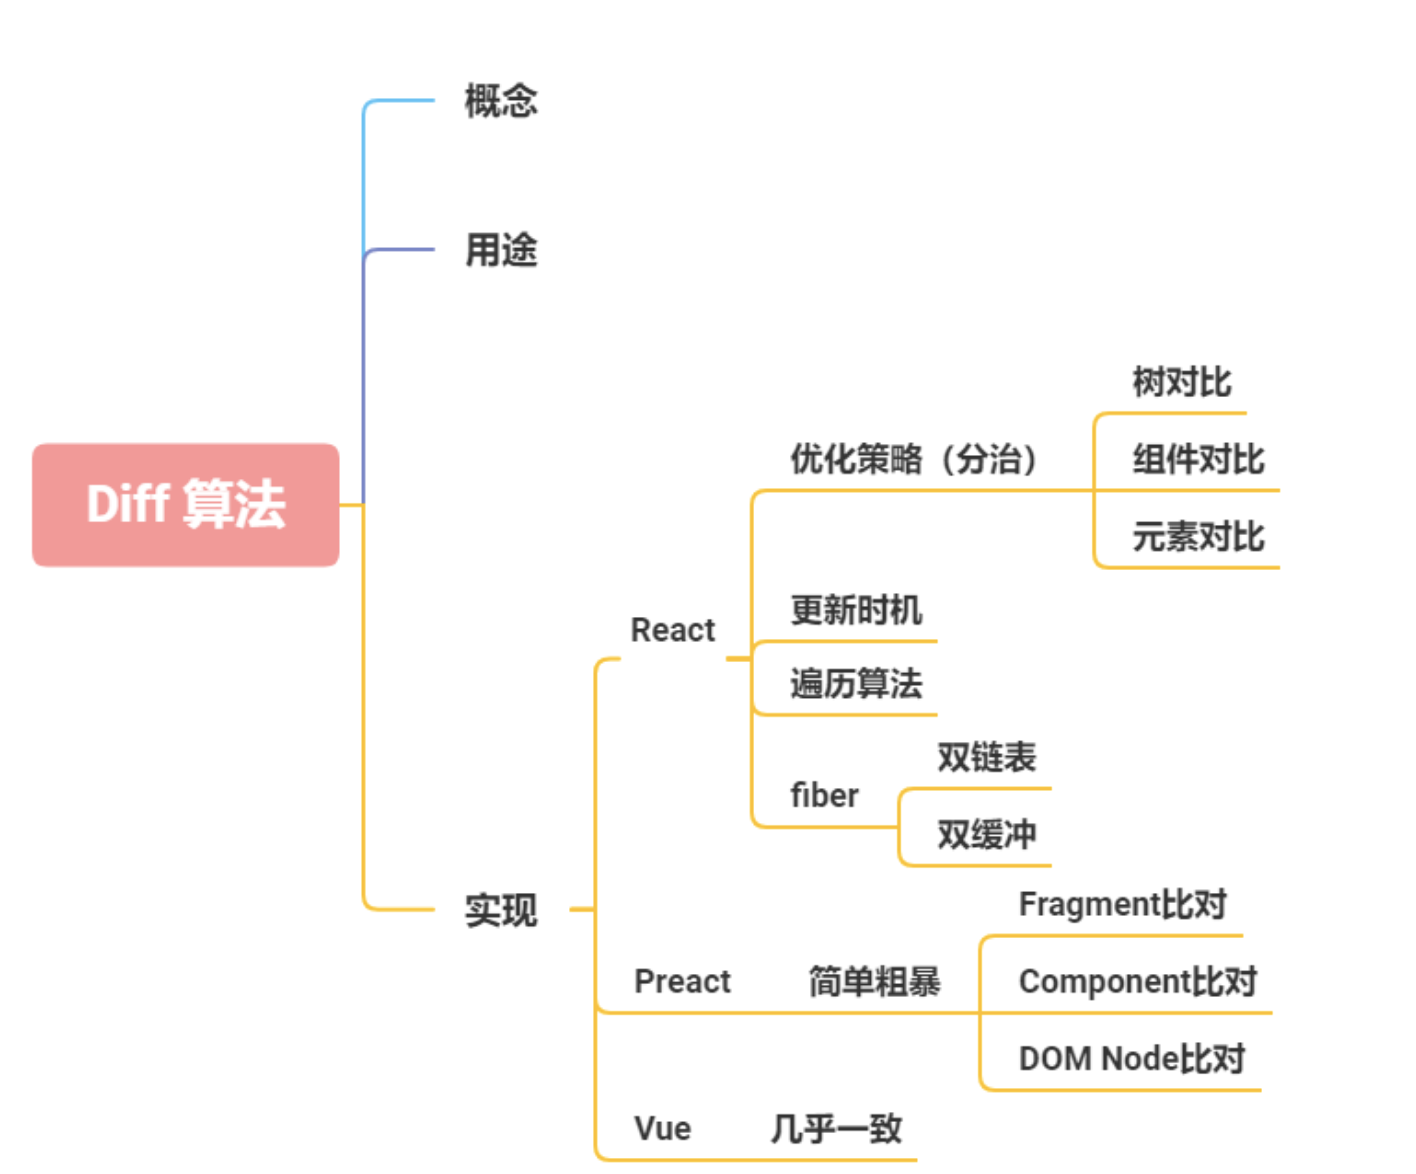 概念
用途
Diff 算法
实现
React
优化策略（分治）
树对比
组件对比
元素对比
更新时机
遍历算法
fiber
双链表
双缓冲
Preact
简单粗暴
Fragment比对
Component比对
DOM Node比对
Vue
几乎一致